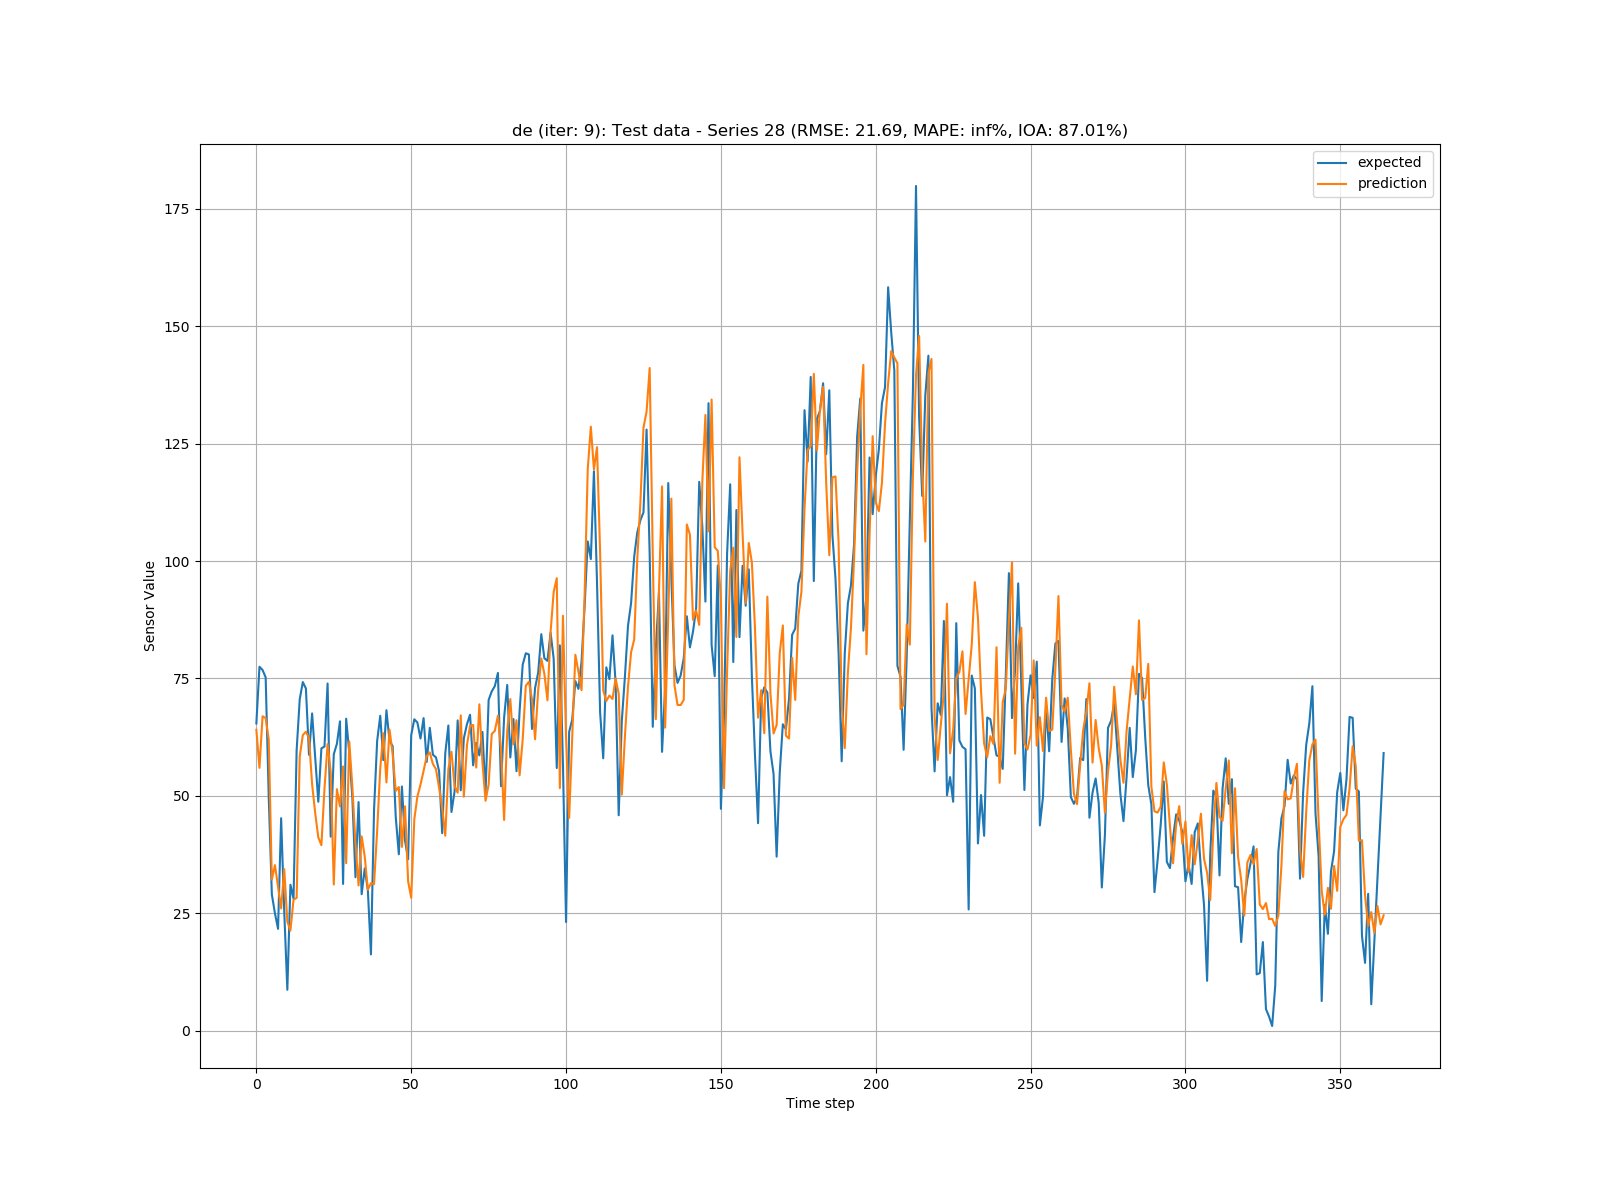 de (iter: 9): Test data - Series 28 (RMSE: 21.69, MAPE: inf%, IOA: 87.01%)
expected
prediction
175
150
125
100
75
50
25
0
Sensor Value
0 50 100 150 200 250 300 350
Time step